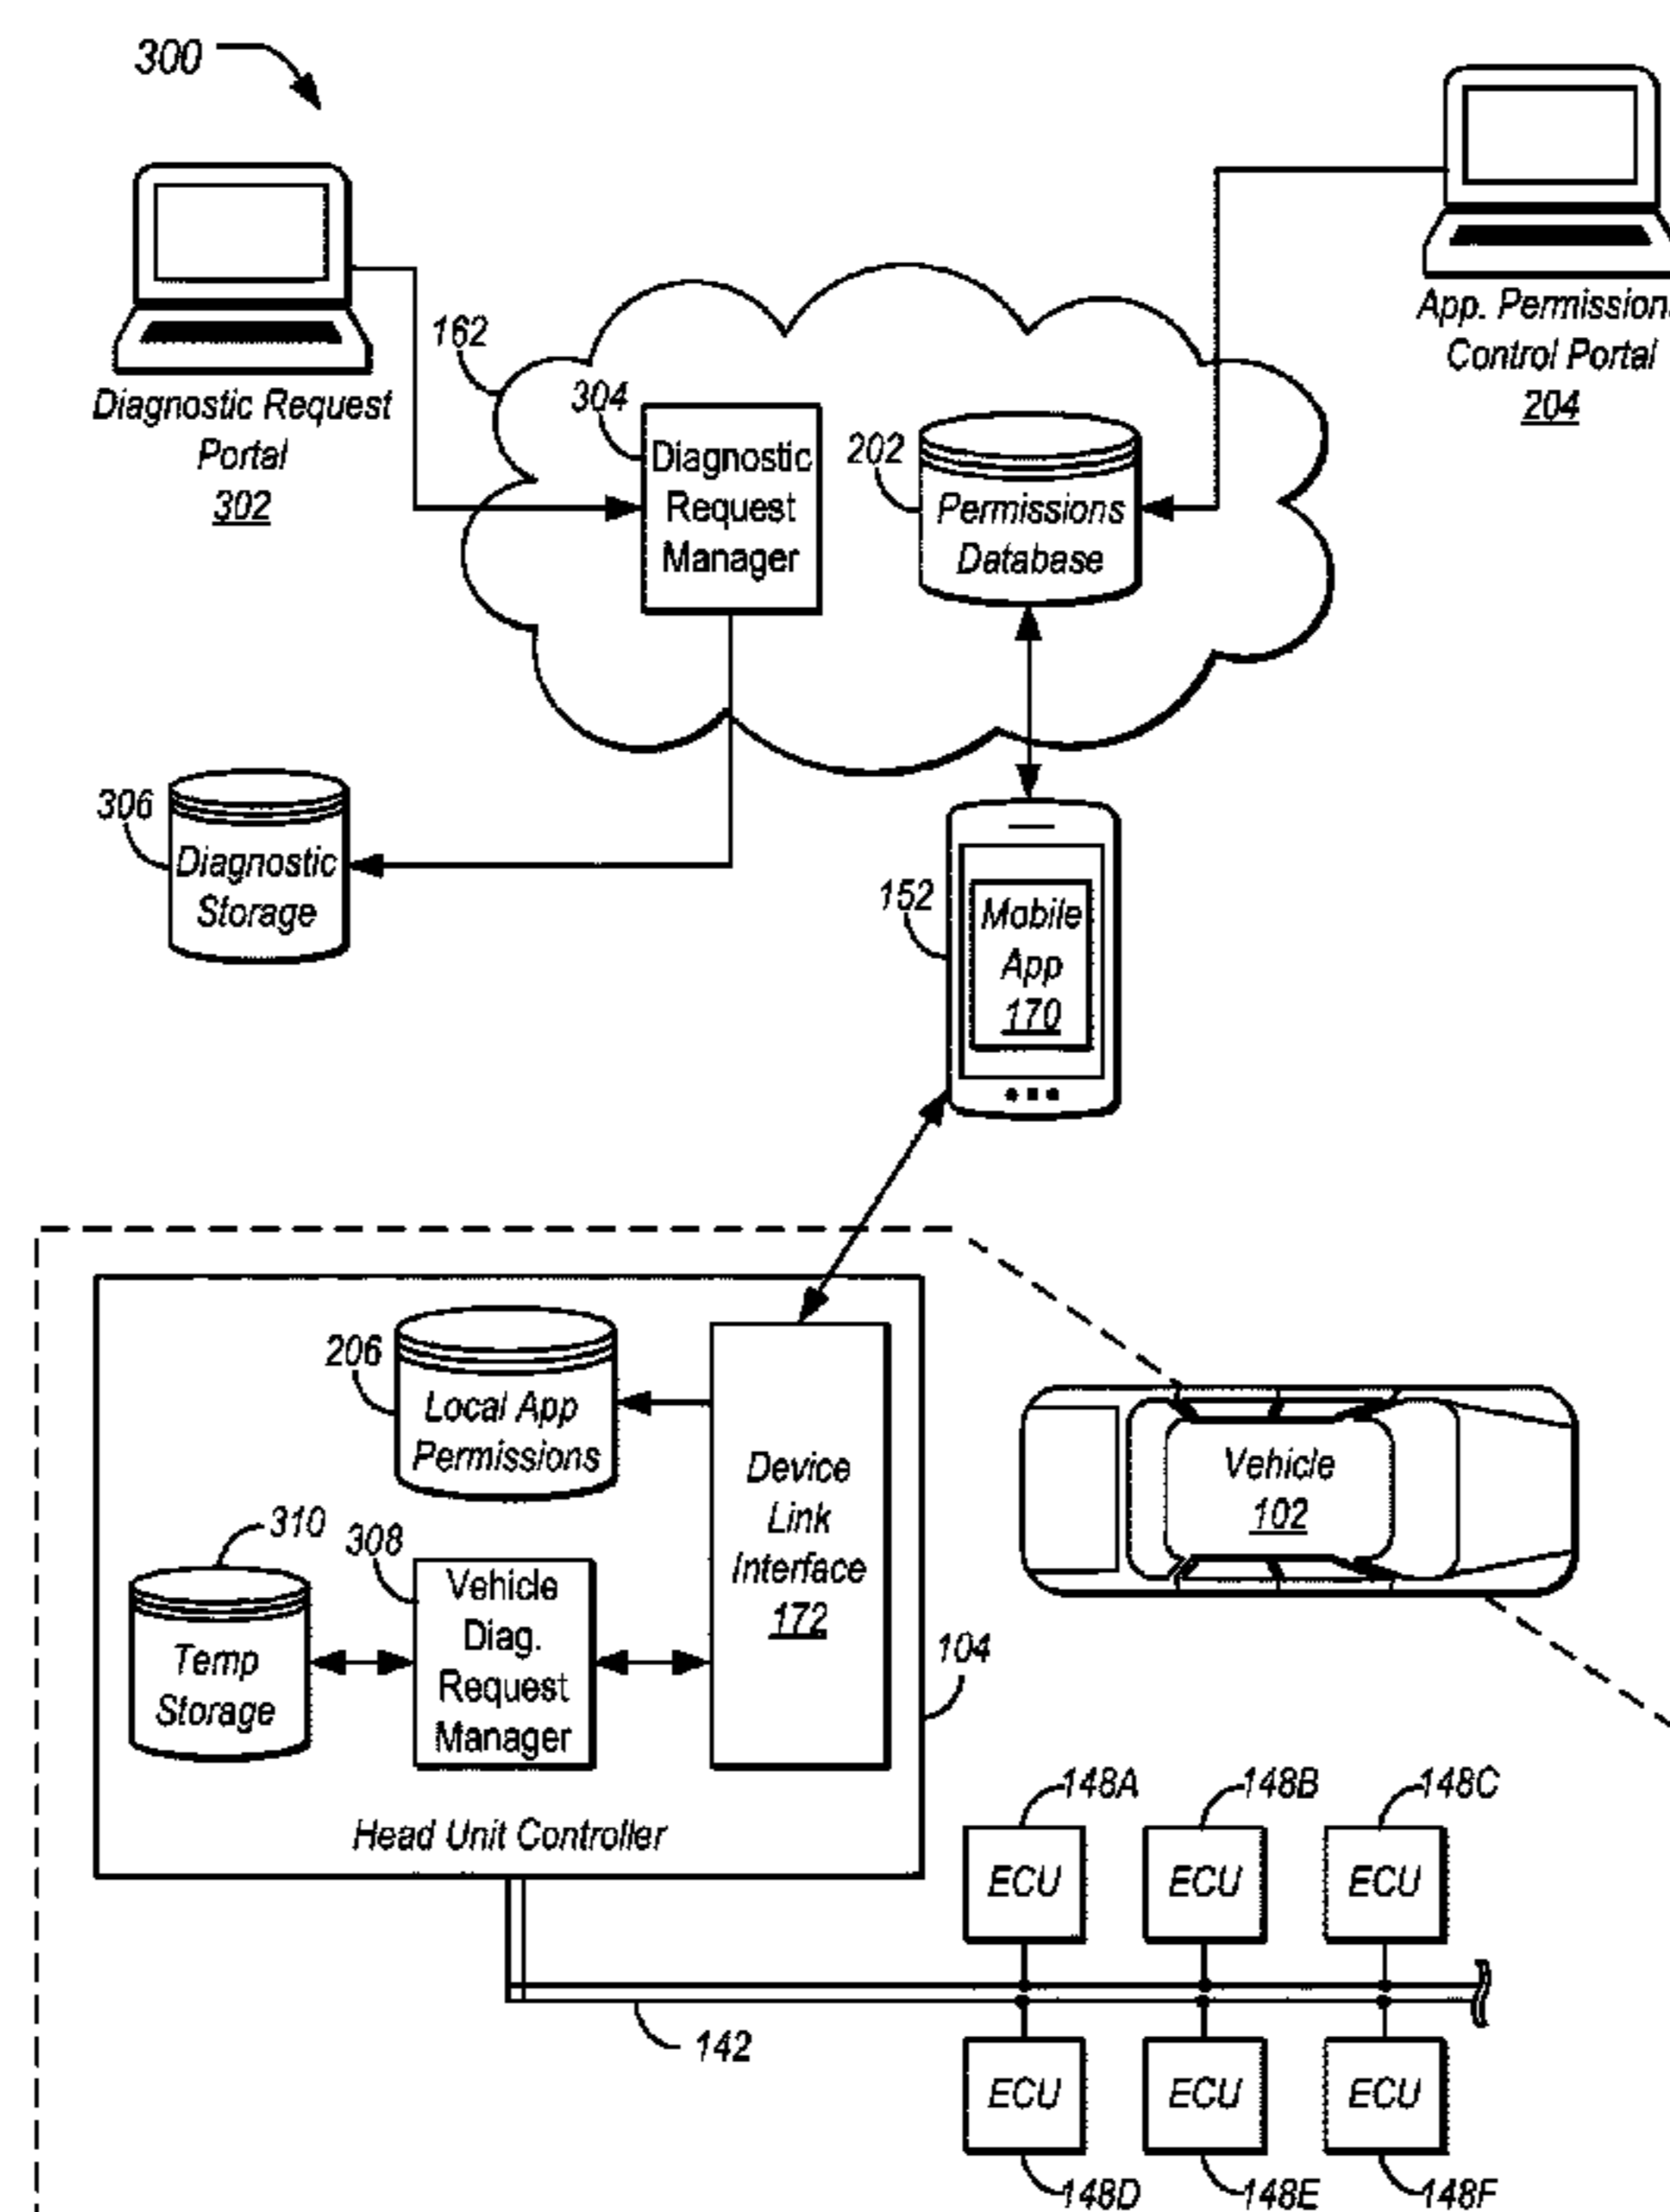 300
App. Permission
Control Portal
204
Diagnostic Request
Portal
302
162
304
Diagnostic
Request
Manager
202
Permissions
Database
306
Diagnostic
Storage
152
Mobile
App
170
206
Local App
Permissions
Device
Link
Interface
172
310
308
Temp
Storage
Vehicle
Diag.
Request
Manager
104
Head Unit Controller
Vehicle
102
148A
148B
148C
ECU
ECU
ECU
142
ECU
ECU
ECU
148D
148E
148F